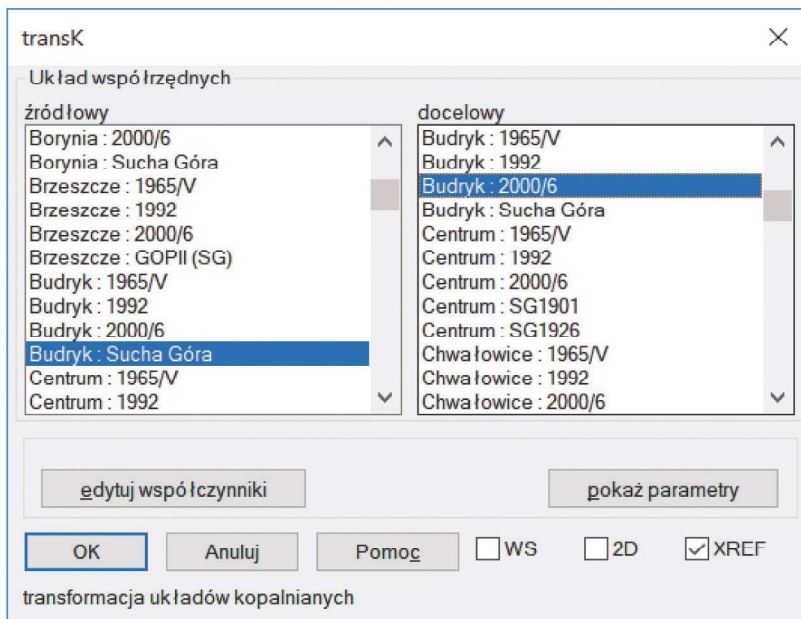 transK
Układ współrzędnych
źródłowy
Borynia : 2000/6
Borynia : Sucha Góra
Brzeszcze : 1965/V
Brzeszcze : 1992
Brzeszcze : 2000/6
Brzeszcze : GOPII (SG)
Budryk : 1965/V
Budryk : 1992
Budryk : 2000/6
Budryk : Sucha Góra
Centrum : 1965/V
Centrum : 1992
docelowy
Budryk : 1965/V
Budryk : 1992
Budryk : 2000/6
Budryk : Sucha Góra
Centrum : 1965/V
Centrum : 1992
Centrum : 2000/6
Centrum : SG1901
Centrum : SG1926
Chwałowice : 1965/V
Chwałowice : 1992
Chwałowice : 2000/6
edytuj współczynniki
pokaż parametry
OK
Anuluj
Pomoc
WS
2D
XREF
transformacja układów kopalnianych